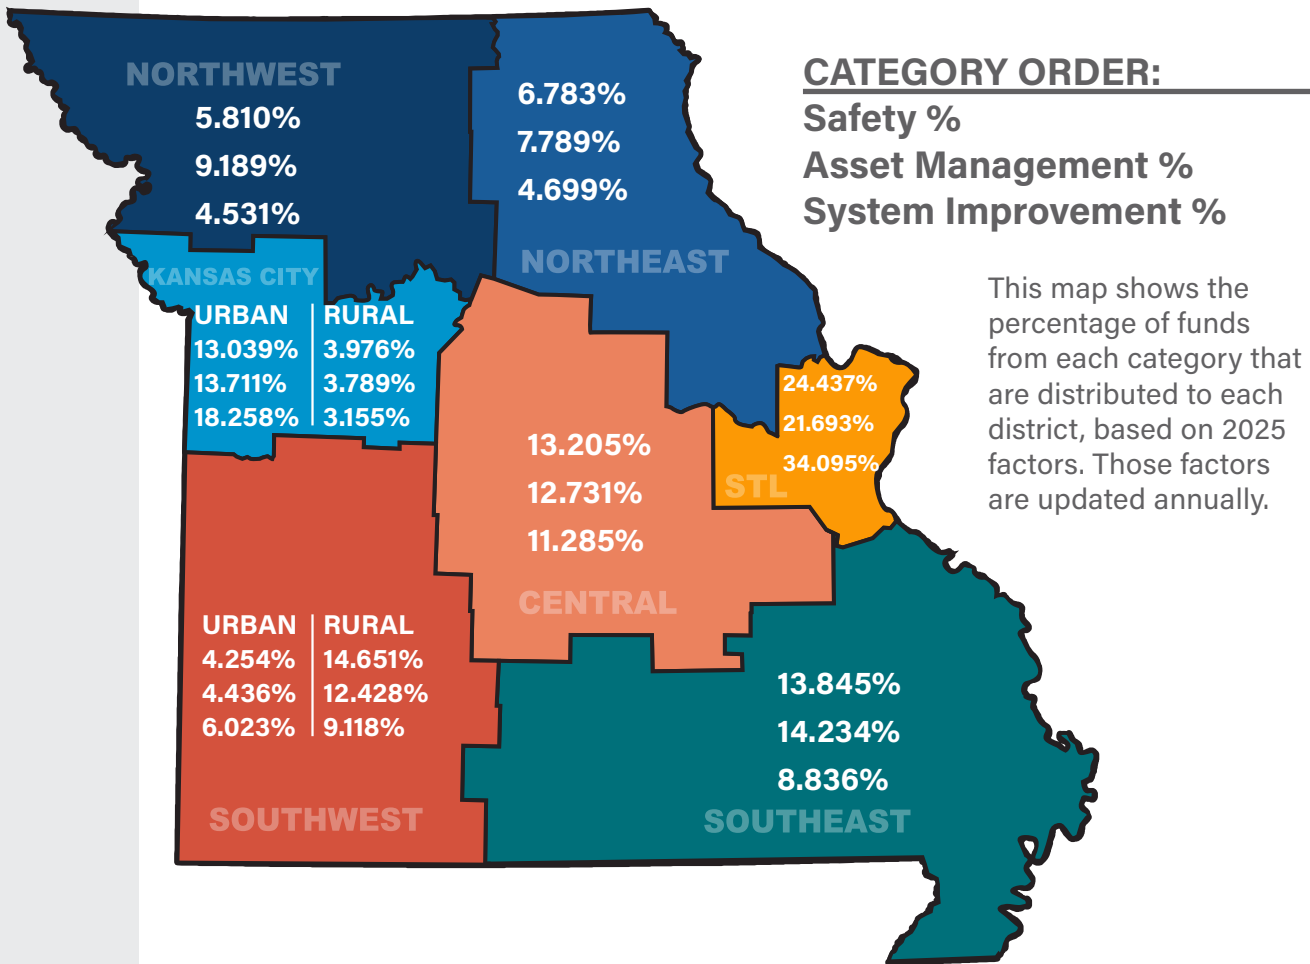 NORTHWEST
5.810%
9.189%
4.531%
6.783%
7.789%
4.699%
NORTHEAST
CATEGORY ORDER:
Safety %
Asset Management %
System Improvement %
This map shows the
percentage of funds
from each category that
are distributed to each
district, based on 2025
factors. Those factors
are updated annually.
KANSAS CITY
URBAN | RURAL
13.039% | 3.976%
13.711% | 3.789%
18.258% | 3.155%
24.437%
21.693%
34.095%
STL
13.205%
12.731%
11.285%
CENTRAL
URBAN | RURAL
4.254% | 14.651%
4.436% | 12.428%
6.023% | 9.118%
SOUTHWEST
13.845%
14.234%
8.836%
SOUTHEAST